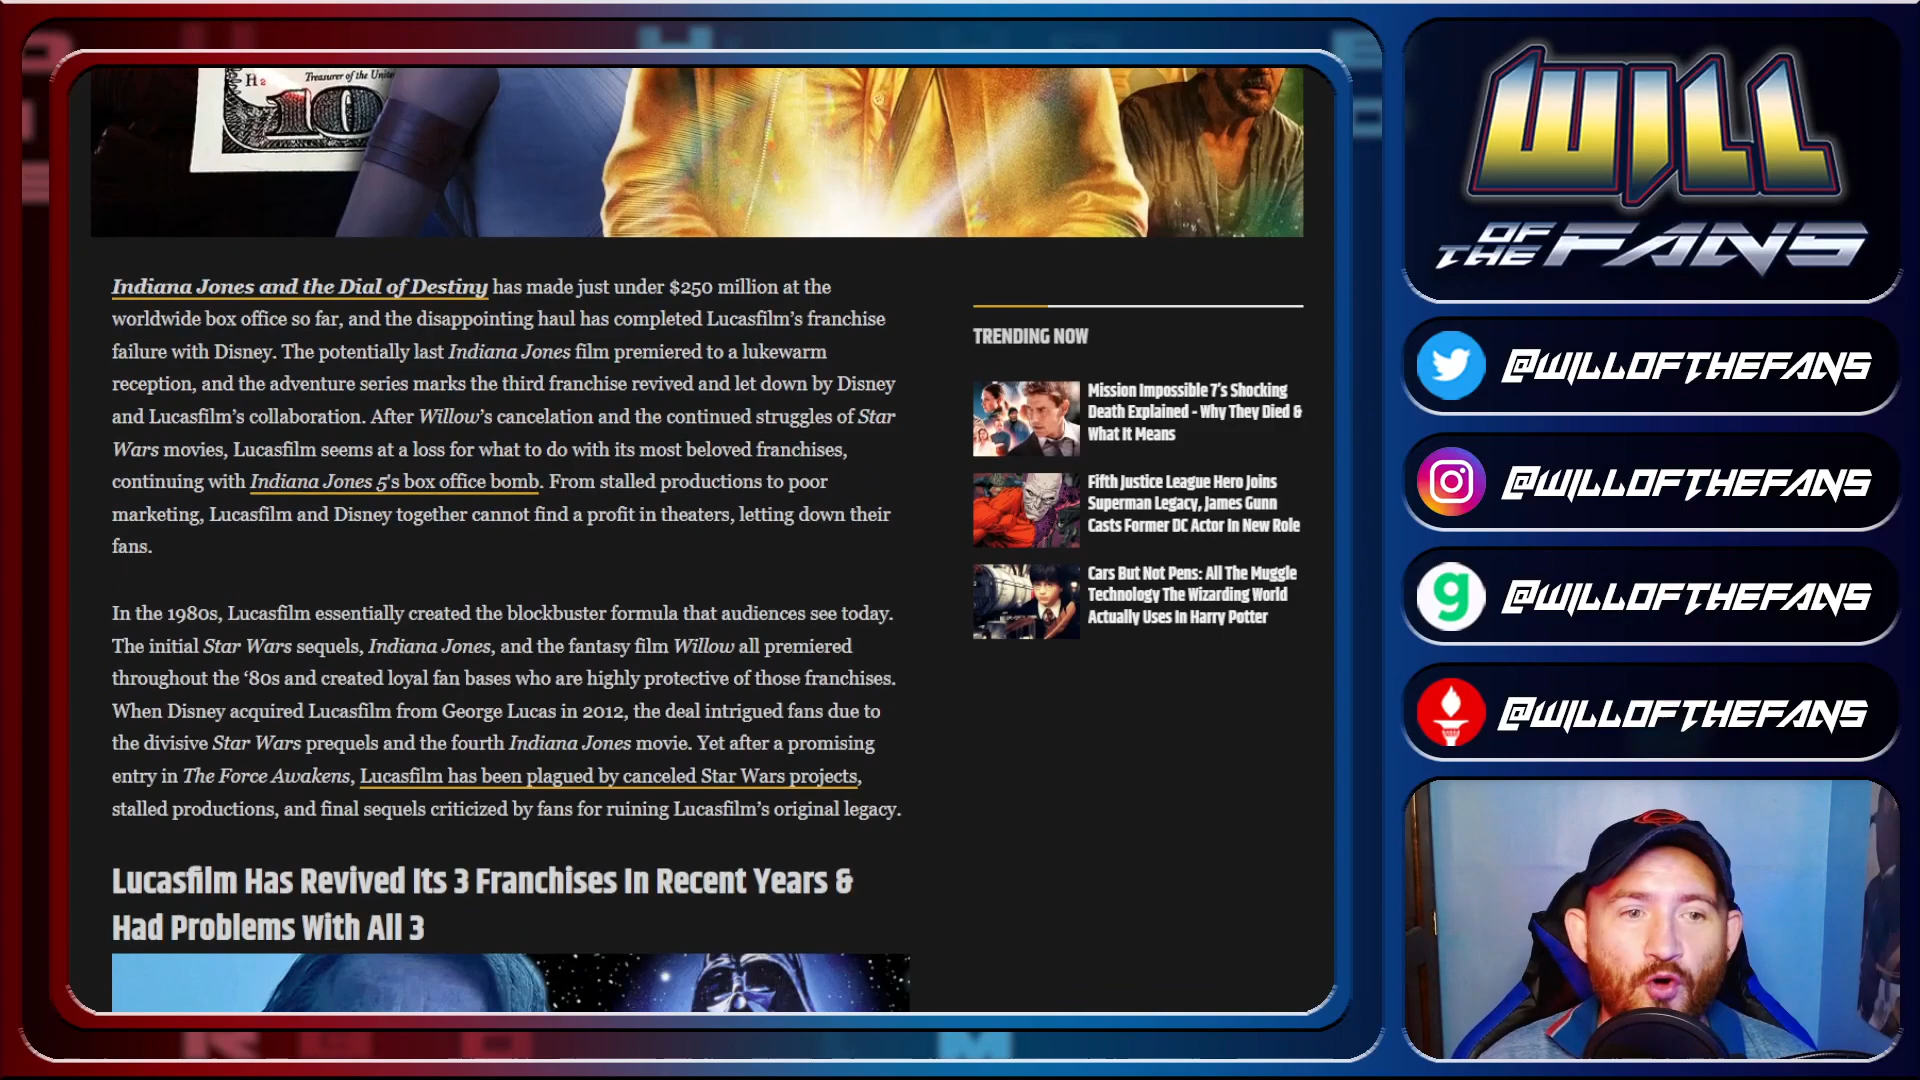 H2
Treasurer of the Unite
10
Indiana Jones and the Dial of Destiny has made just under $250 million at the
worldwide box office so far, and the disappointing haul has completed Lucasfilm’s franchise
failure with Disney. The potentially last Indiana Jones film premiered to a lukewarm
reception, and the adventure series marks the third franchise revived and let down by Disney
and Lucasfilm’s collaboration. After Willow’s cancelation and the continued struggles of Star
Wars movies, Lucasfilm seems at a loss for what to do with its most beloved franchises,
continuing with Indiana Jones 5's box office bomb. From stalled productions to poor
marketing, Lucasfilm and Disney together cannot find a profit in theaters, letting down their
fans.
In the 1980s, Lucasfilm essentially created the blockbuster formula that audiences see today.
The initial Star Wars sequels, Indiana Jones, and the fantasy film Willow all premiered
throughout the ‘80s and created loyal fan bases who are highly protective of those franchises.
When Disney acquired Lucasfilm from George Lucas in 2012, the deal intrigued fans due to
the divisive Star Wars prequels and the fourth Indiana Jones movie. Yet after a promising
entry in The Force Awakens, Lucasfilm has been plagued by canceled Star Wars projects,
stalled productions, and final sequels criticized by fans for ruining Lucasfilm’s original legacy.
Lucasfilm Has Revived Its 3 Franchises In Recent Years &
Had Problems With All 3
TRENDING NOW
Mission Impossible 7’s Shocking
Death Explained - Why They Died &
What It Means
Fifth Justice League Hero Joins
Superman Legacy, James Gunn
Casts Former DC Actor In New Role
Cars But Not Pens: All The Muggle
Technology The Wizarding World
Actually Uses In Harry Potter
WILL
OF THE FANS
@WILLOFTHEFANS
@WILLOFTHEFANS
g @WILLOFTHEFANS
@WILLOFTHEFANS